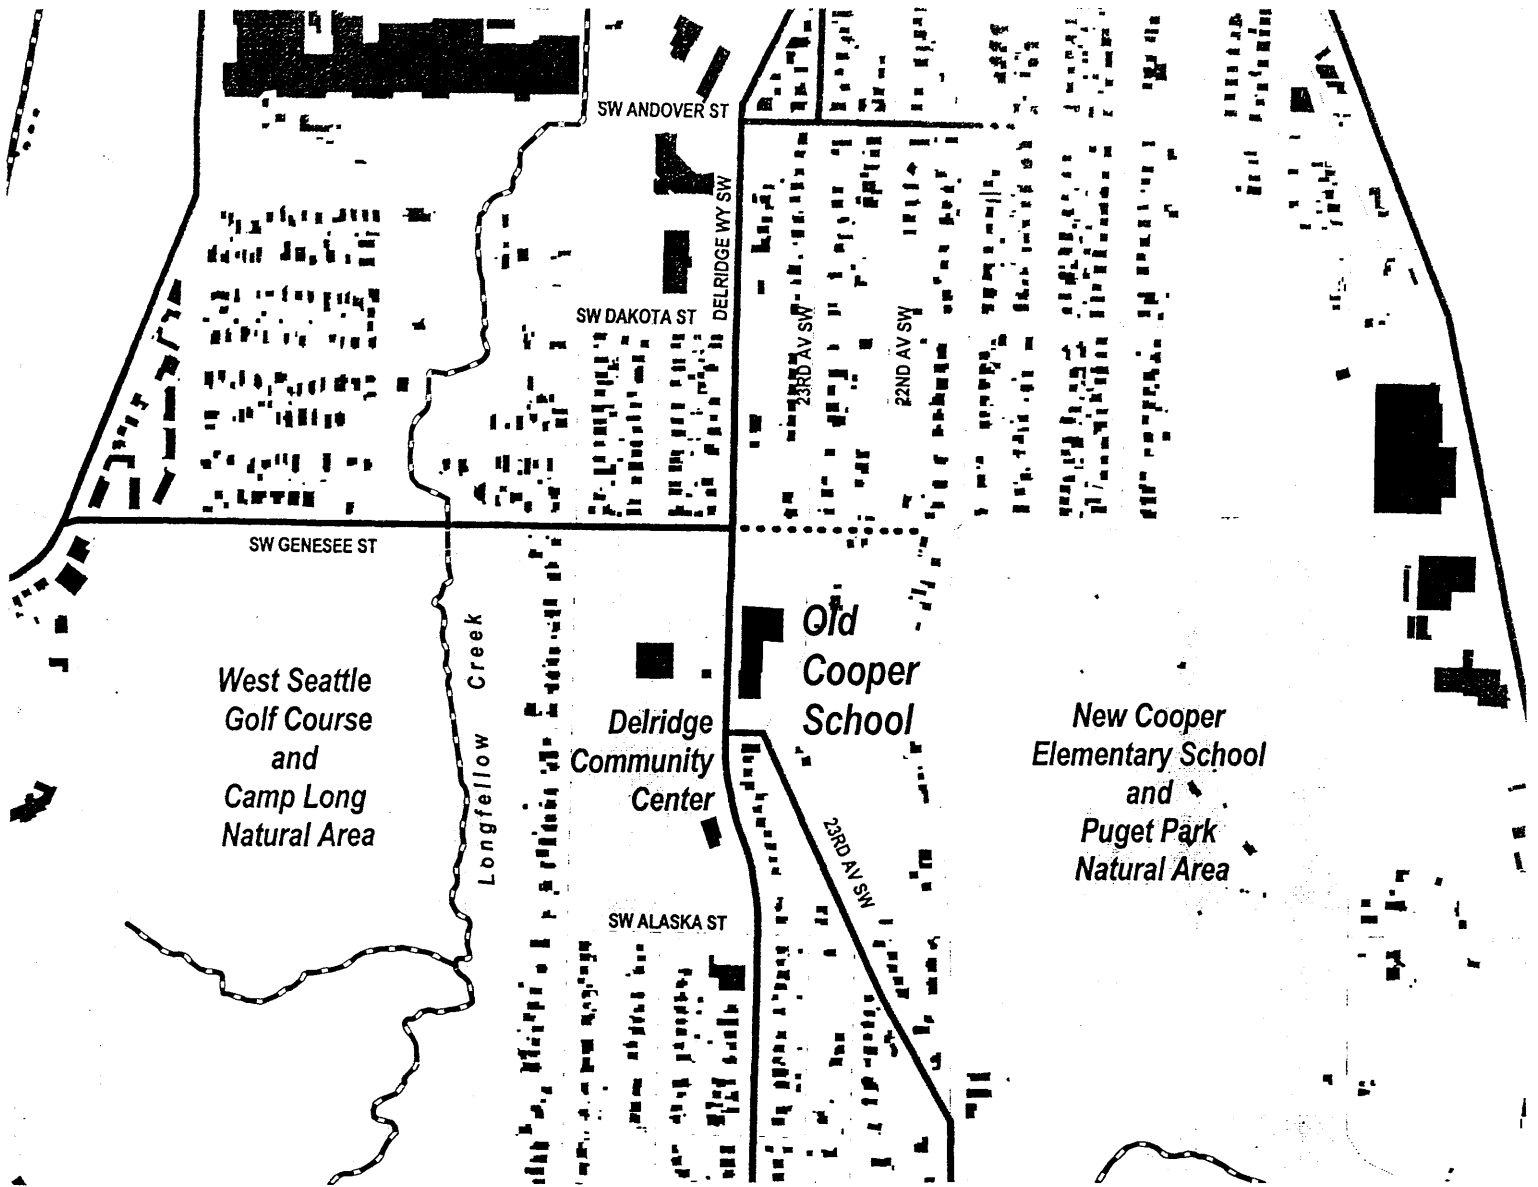 SW ANDOVER ST
DELRIDGE WY SW
SW DAKOTA ST
23RD AV SW
22ND AV SW
SW GENESEE ST
Old
Cooper
School
West Seattle
Golf Course
and
Camp Long
Natural Area
Longfellow Creek
Delridge
Community
Center
New Cooper
Elementary School
and
Puget Park
Natural Area
23RD AV SW
SW ALASKA ST